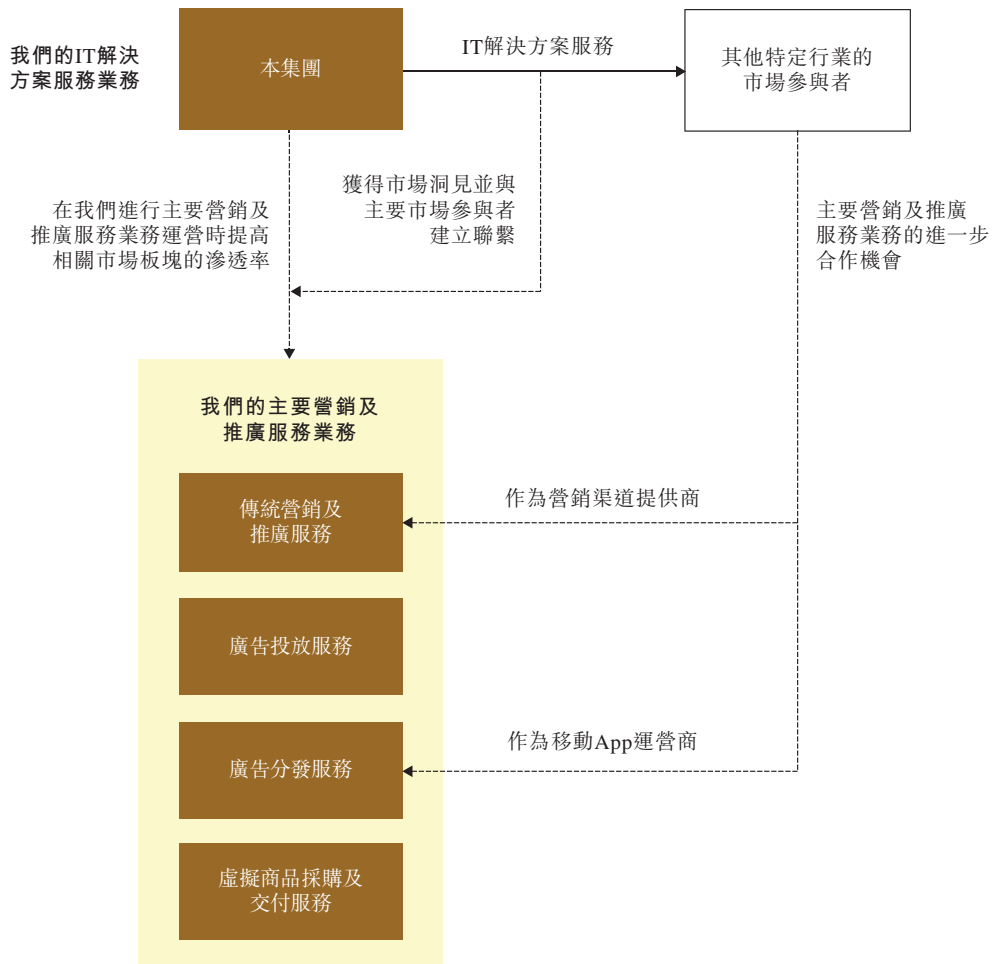 我們的IT解決
方案服務業務
本集團
IT解決方案服務
其他特定行業的
市場參與者
在我們進行主要營銷及
推廣服務業務運營時提高
相關市場板塊的滲透率
獲得市場洞見並與
主要市場參與者
建立聯繫
主要營銷及推廣
服務業務的進一步
合作機會
我們的主要營銷及
推廣服務業務
傳統營銷及
推廣服務
作為營銷渠道提供商
廣告投放服務
廣告分發服務
作為移動App運營商
虛擬商品採購及
交付服務